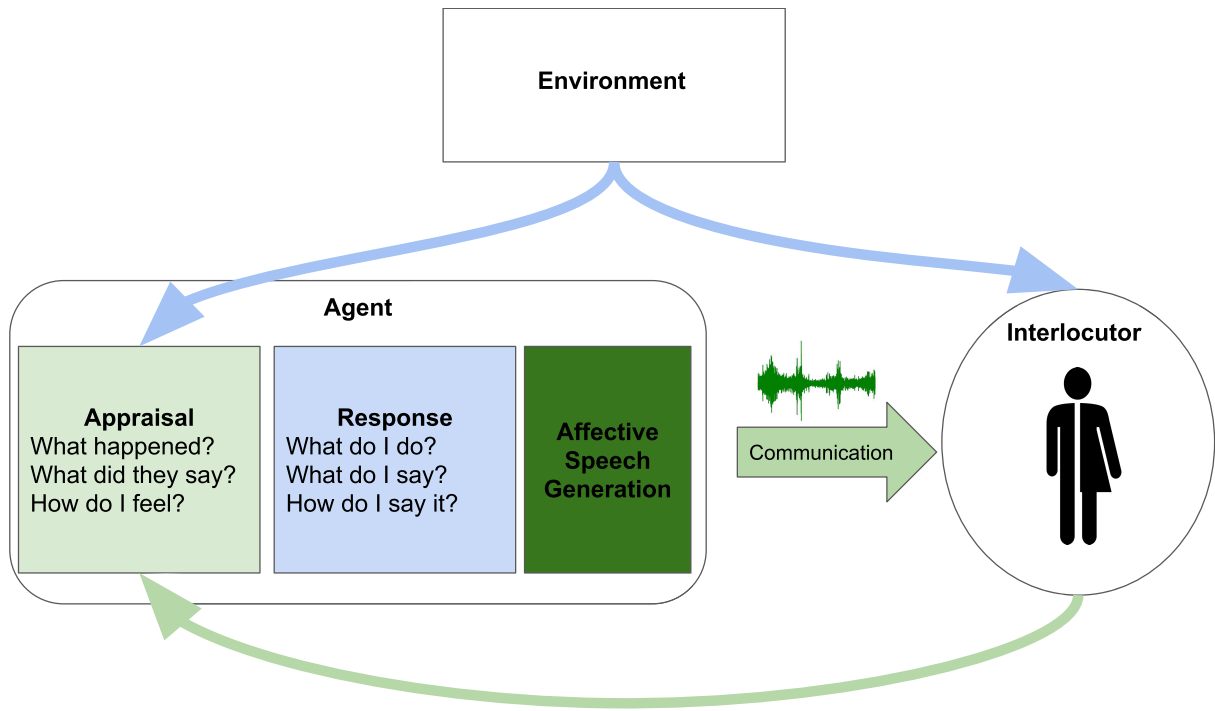 Environment
Agent
Interlocutor
Appraisal
What happened?
What did they say?
How do I feel?
Response
What do I do?
What do I say?
How do I say it?
Affective
Speech
Generation
Communication